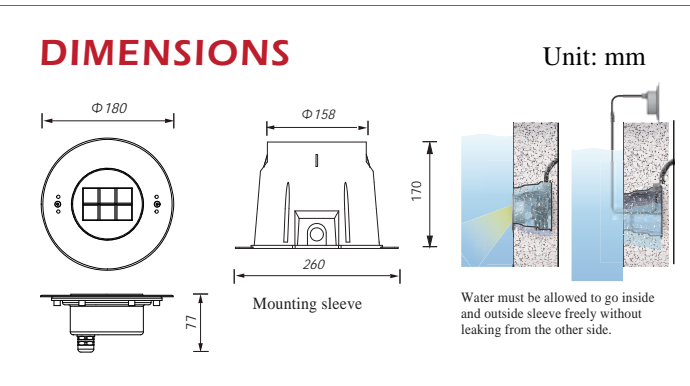 DIMENSIONS
Unit: mm
Φ180
Φ158
170
260
77
Mounting sleeve
Water must be allowed to go inside
and outside sleeve freely without
leaking from the other side.